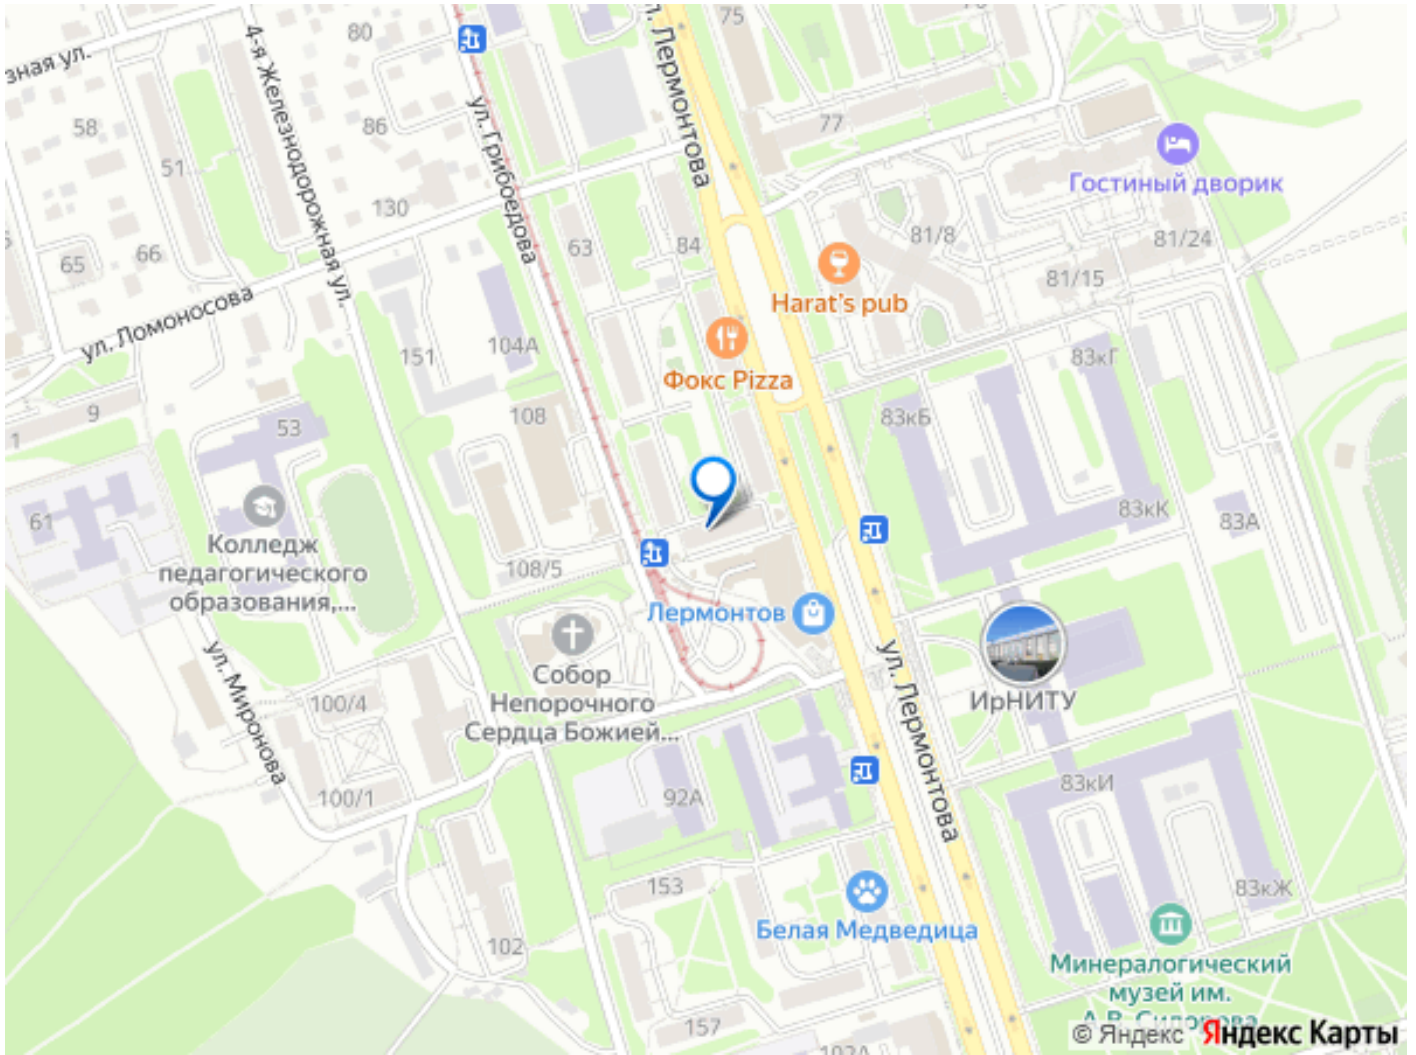 75
80
ул. Лермонтова
зная ул.
4-я Железнодорожная ул.
ул. Грибоедова
58
86
77
51
Гостиный дворик
130
66
65
63
84
81/8
81/24
81/15
Harat's pub
ул. Ломоносова
151
104А
83кГ
Фокс Pizza
9
1
53
108
83кБ
61
83кК
83А
Колледж
педагогического
образования,...
108/5
Лермонтов
ул. Миронова
Собор
Непорочного
Сердца Божией...
100/4
ул. Лермонтова
ИрНИТУ
100/1
92А
83кИ
153
83кЖ
Белая Медведица
102
Минералогический
музей им.
А.В. Сидорова
157
102А
© Яндекс Яндекс Карты